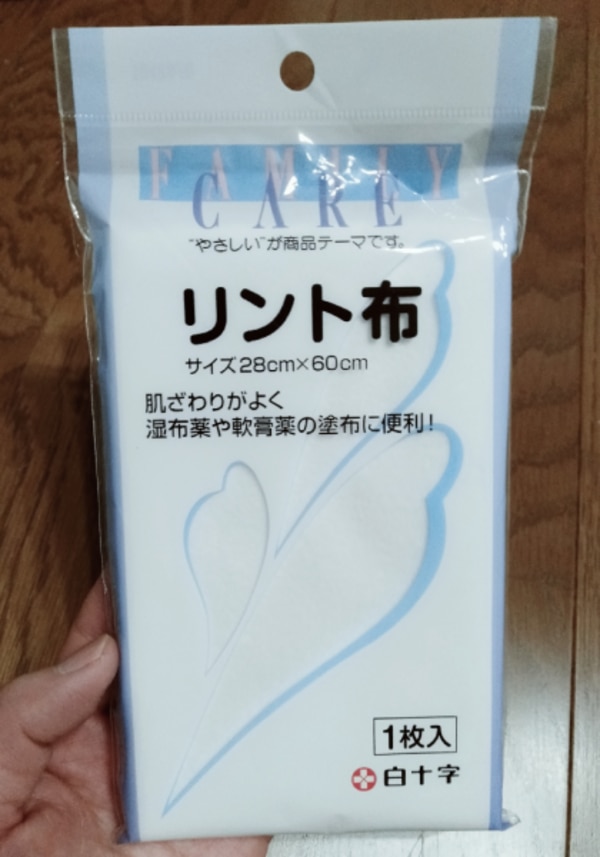 FAMILY
CARE
"やさしい"が商品テーマです。
リント布
サイズ28cm×60cm
肌ざわりがよく
湿布薬や軟膏薬の塗布に便利!
1枚入
白十字